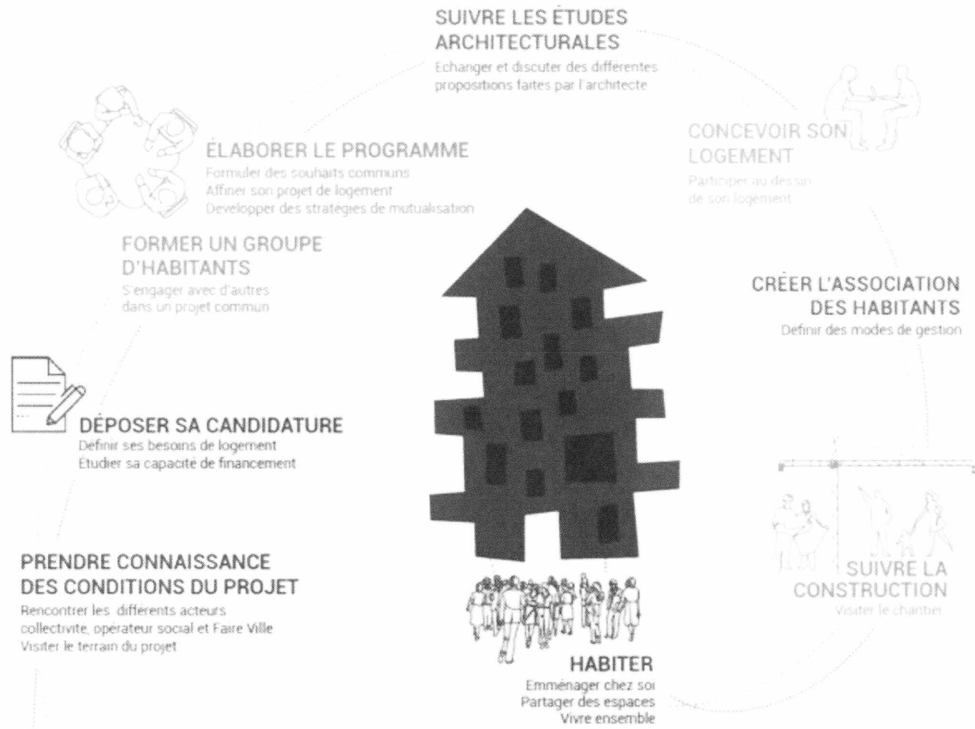 SUIVRE LES ÉTUDES
ARCHITECTURALES
Echanger et discuter des differentes
propositions faites par l'architecte
CONCEVOIR SON
LOGEMENT
Participer au dessin
de son logement
ÉLABORER LE PROGRAMME
Formuler des souhaits communs
Affiner son projet de logement
Developper des stratégies de mutualisation
FORMER UN GROUPE
D'HABITANTS
S'engager avec d'autres
dans un projet commun
CRÉER L'ASSOCIATION
DES HABITANTS
Definir des modes de gestion
DÉPOSER SA CANDIDATURE
Définir ses besoins de logement
Etudier sa capacité de financement
PRENDRE CONNAISSANCE
DES CONDITIONS DU PROJET
Rencontrer les différents acteurs
collectivite, opérateur social et Faire Ville
Visiter le terrain du projet
SUIVRE LA
CONSTRUCTION
Visiter le chantier
HABITER
Emménager chez soi
Partager des espaces
Vivre ensemble